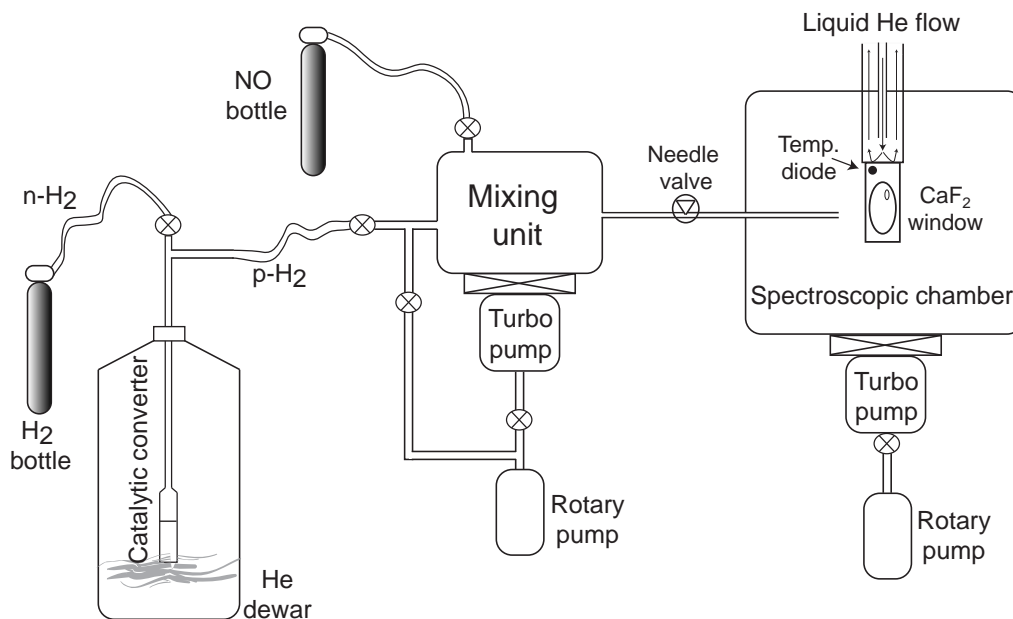 Liquid He flow
NO
bottle
Temp.
diode
Needle
valve
n-H2
Mixing
unit
CaF2
window
p-H2
Spectroscopic chamber
Turbo
pump
Catalytic converter
Turbo
pump
H2
bottle
Rotary
pump
Rotary
pump
He
dewar